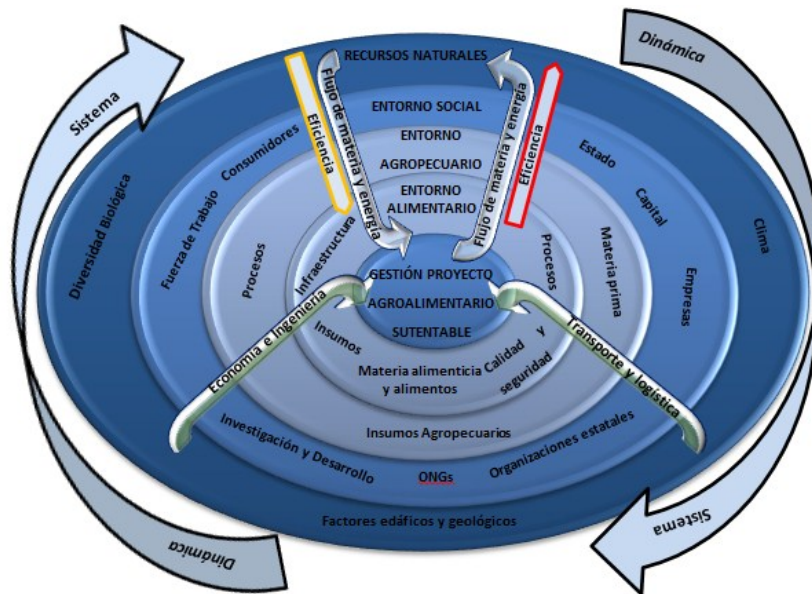 Dinámica
Sistema
RECURSOS NATURALES
Flujo de materia y energía
Flujo de materia y energía
Eficiencia
Eficiencia
ENTORNO SOCIAL
Consumidores
Estado
ENTORNO
AGROPECUARIO
Fuerza de Trabajo
Capital
Diversidad Biológica
Clima
ENTORNO
ALIMENTARIO
Procesos
Infraestructura
Procesos
Materia prima
Empresas
GESTIÓN PROYECTO
AGROALIMENTARIO
SUTENTABLE
Economía e Ingeniería
Transporte y logística
Insumos
Calidad y
seguridad
Materia alimenticia
y alimentos
Insumos Agropecuarios
Investigación y Desarrollo
ONGs
Organizaciones estatales
Factores edáficos y geológicos
Sistema
Dinámica